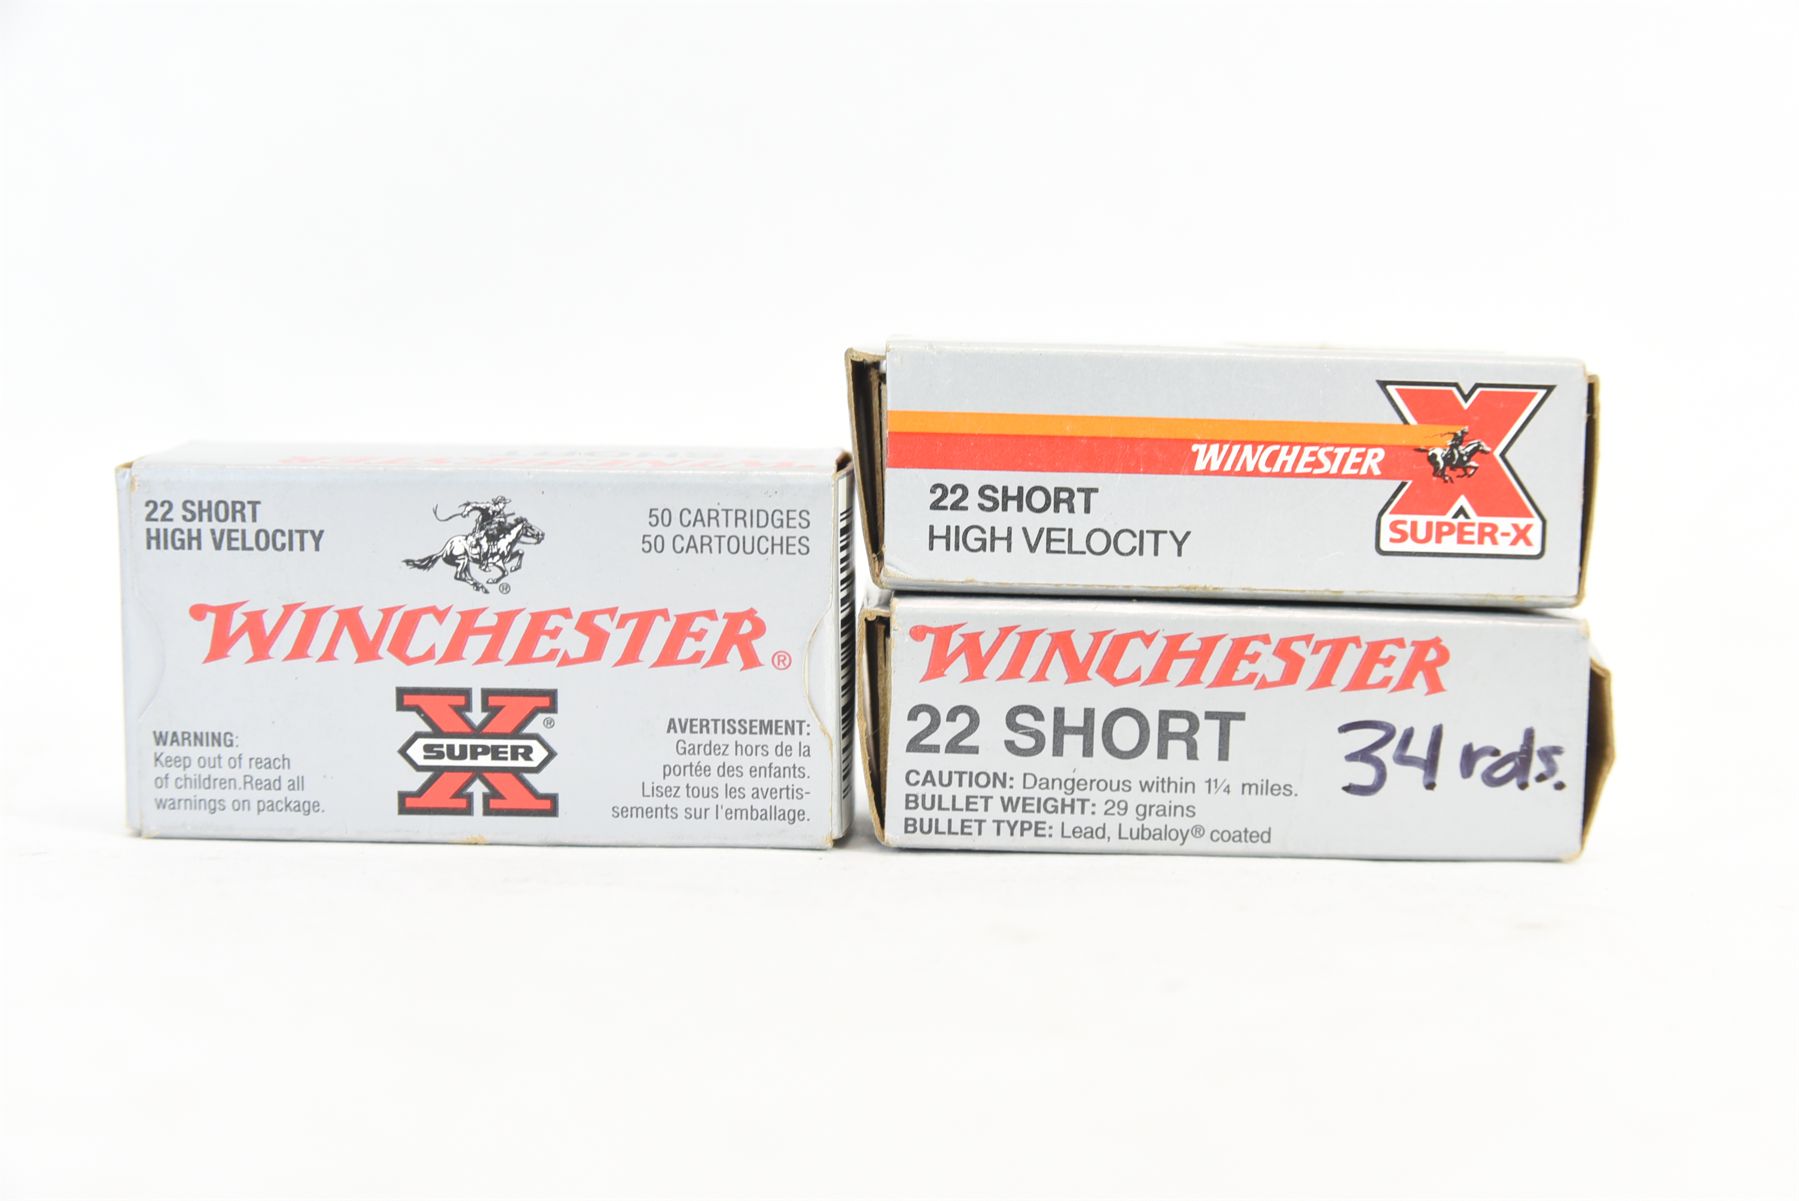 22 SHORT
HIGH VELOCITY
50 CARTRIDGES
50 CARTOUCHES
®
WINCHESTER®
X SUPER ®
WARNING:
Keep out of reach
of children.Read all
warnings on package.
AVERTISSEMENT:
Gardez hors de la
portée des enfants.
Lisez tous les avertis-
sements sur l'emballage.
WINCHESTER
X
SUPER-X
22 SHORT
HIGH VELOCITY
WINCHESTER
22 SHORT
34 rds.
CAUTION: Dangerous within 1¼ miles.
BULLET WEIGHT: 29 grains
BULLET TYPE: Lead, Lubaloy® coated